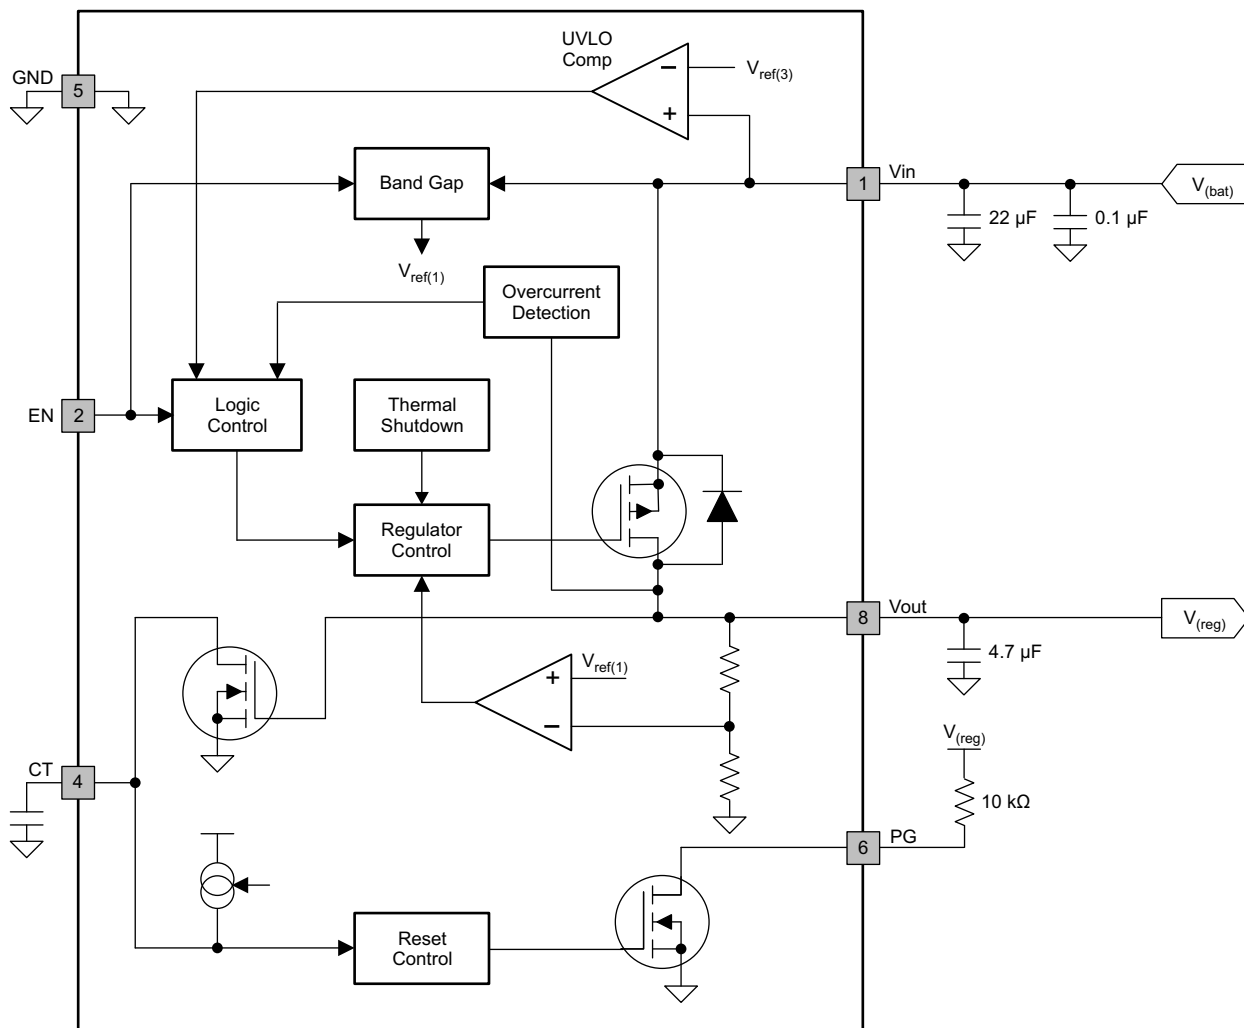 UVLO
Comp
V_ref(3)
GND
5
Band Gap
1
Vin
V_(bat)
22 µF
0.1 µF
V_ref(1)
Overcurrent
Detection
EN
2
Logic
Control
Thermal
Shutdown
Regulator
Control
8
Vout
V_(reg)
4.7 µF
V_ref(1)
+
−
+
−
CT
4
V_(reg)
10 kΩ
PG
6
Reset
Control